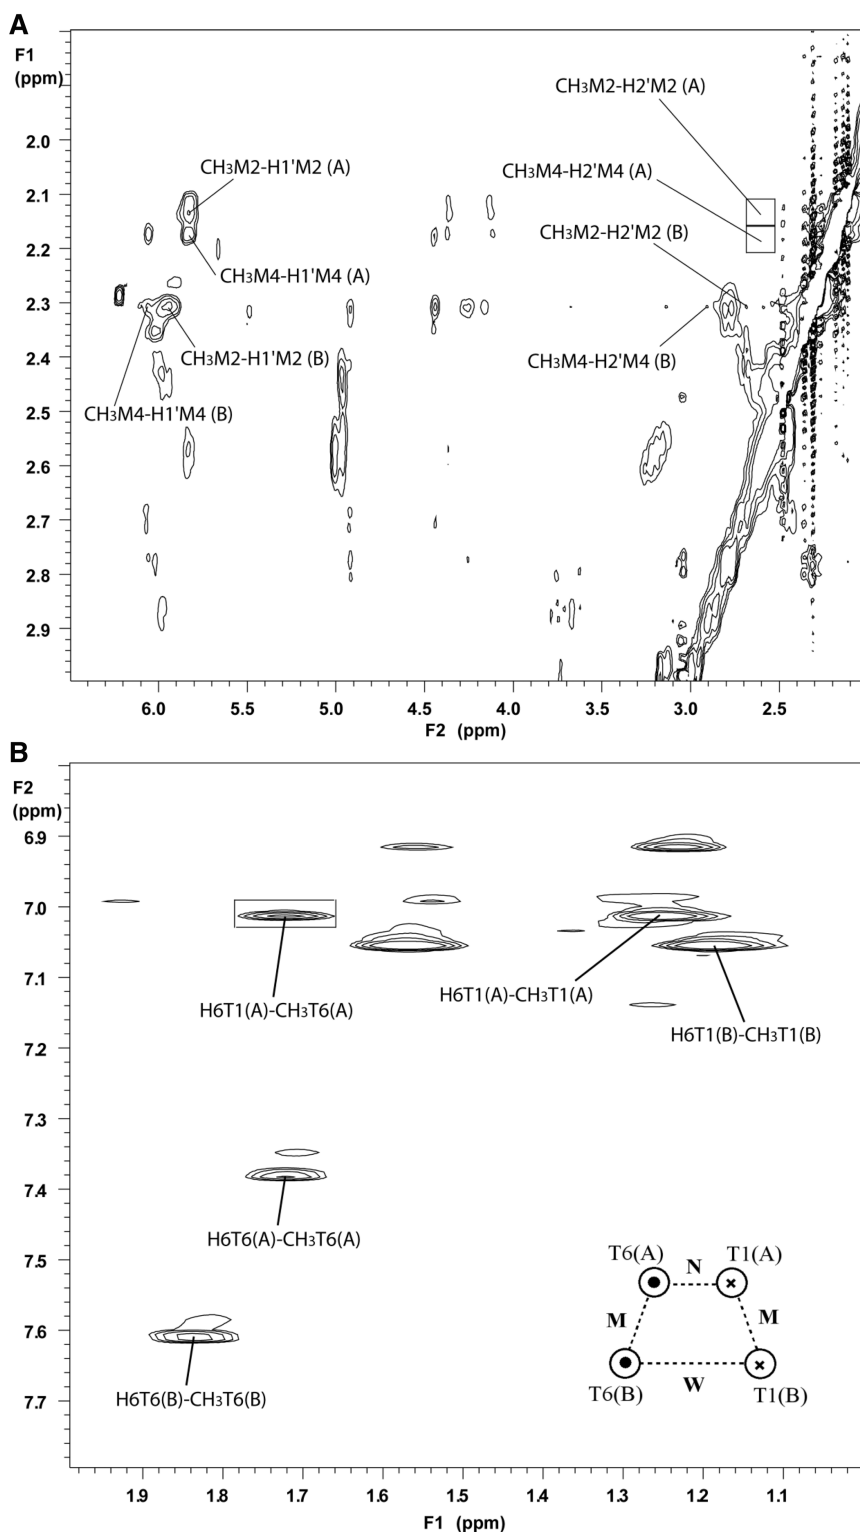 A
F1
(ppm)
CH3M2-H2'M2 (A)
2.0
CH3M2-H1'M2 (A)
CH3M4-H2'M4 (A)
2.1
CH3M2-H2'M2 (B)
2.2
CH3M4-H1'M4 (A)
2.3
CH3M2-H1'M2 (B)
CH3M4-H2'M4 (B)
2.4
CH3M4-H1'M4 (B)
2.5
2.6
2.7
2.8
2.9
6.0 5.5 5.0 4.5 4.0 3.5 3.0 2.5
F2 (ppm)
B
F2
(ppm)
6.9
7.0
H6T1(A)-CH3T6(A)
H6T1(A)-CH3T1(A)
7.1
H6T1(B)-CH3T1(B)
7.2
7.3
7.4
H6T6(A)-CH3T6(A)
T6(A) T1(A)
N
7.5
M M
7.6
W
H6T6(B)-CH3T6(B)
T6(B) T1(B)
7.7
1.9 1.8 1.7 1.6 1.5 1.4 1.3 1.2 1.1
F1 (ppm)